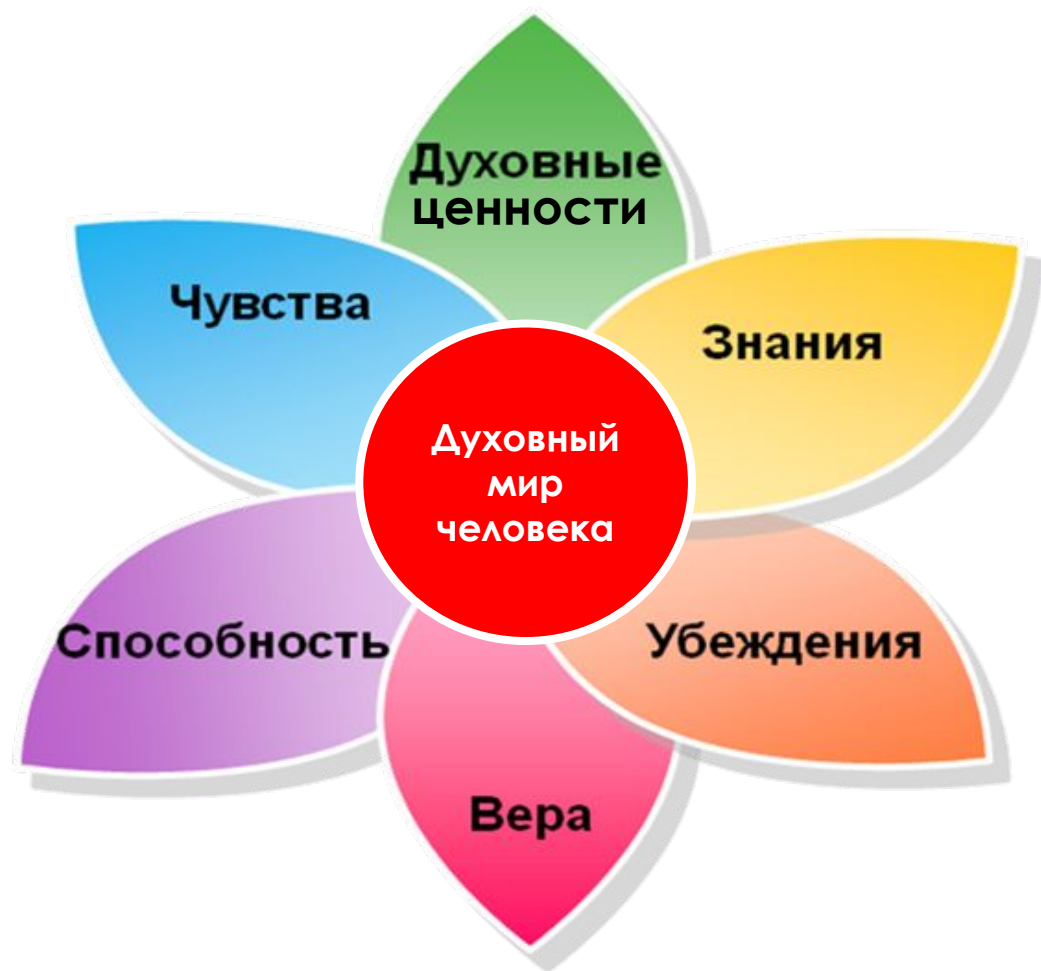 Духовные
ценности
Чувства
Знания
Духовный
мир
человека
Способность
Убеждения
Вера